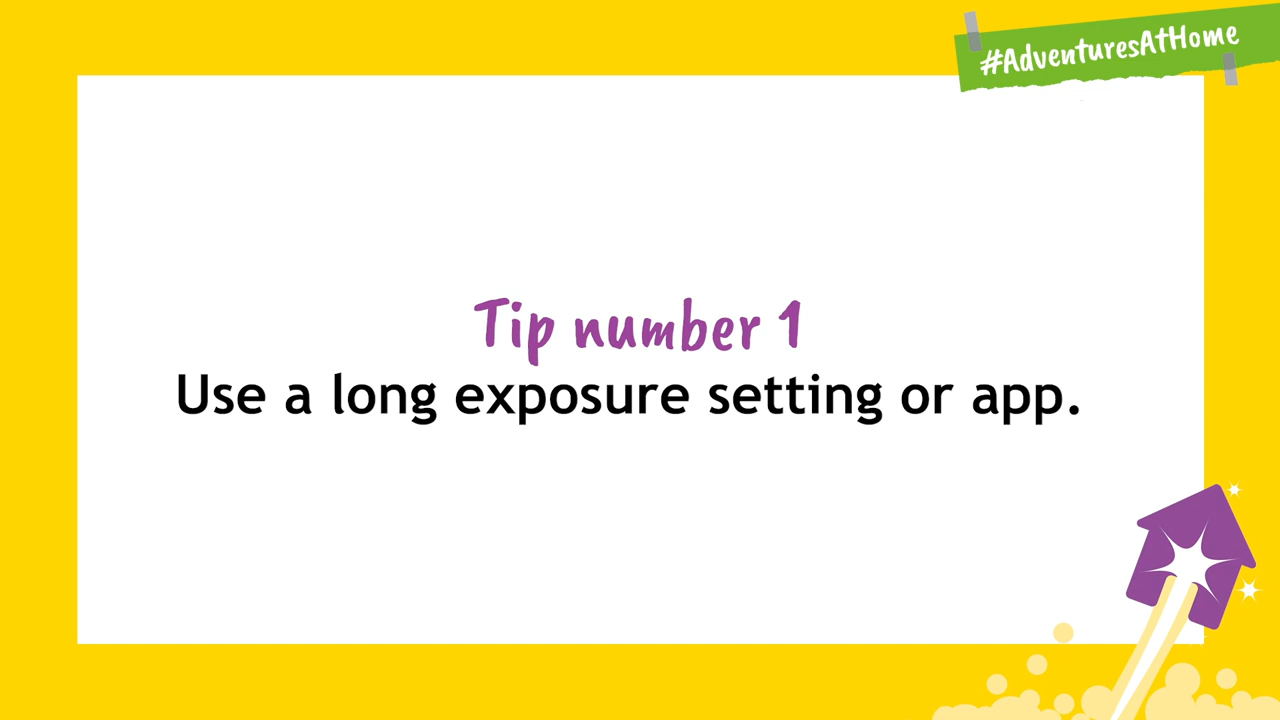 #AdventuresAtHome
Tip number 1
Use a long exposure setting or app.